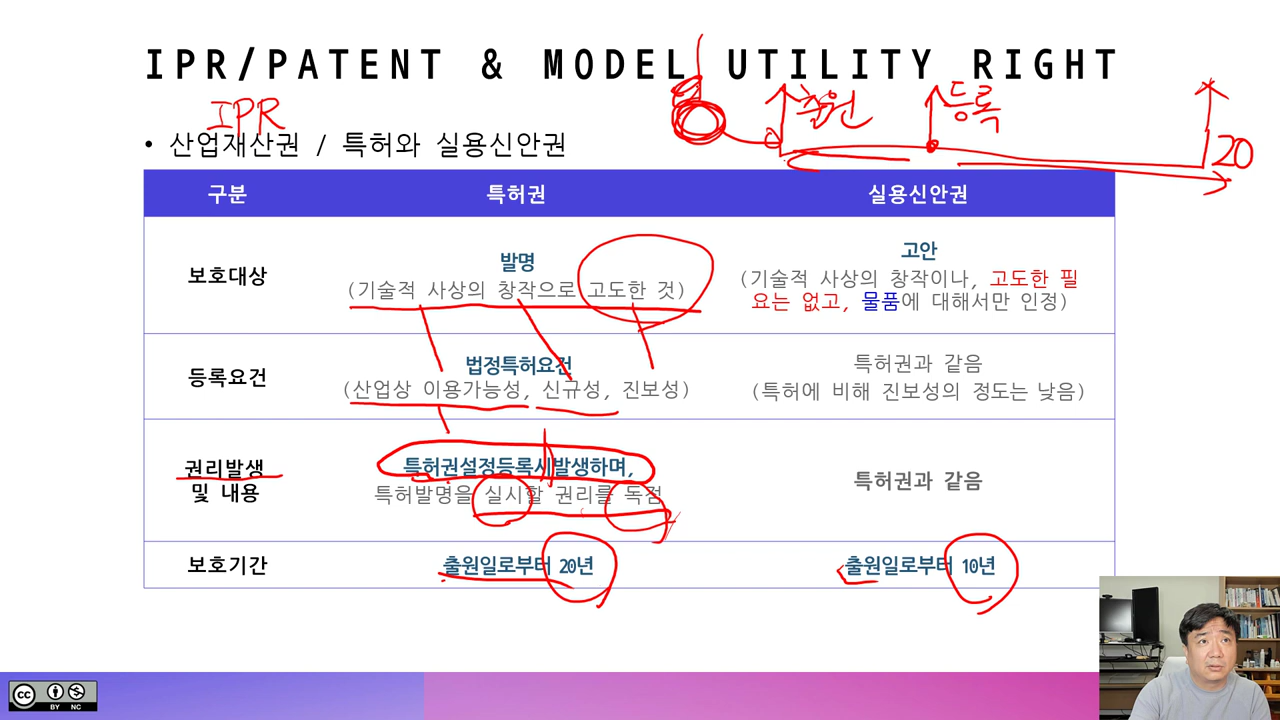 IPR/PATENT & MODEL UTILITY RIGHT
IPR
출원
등록
20
• 산업재산권 / 특허와 실용신안권
구분 특허권 실용신안권
보호대상
발명
(기술적 사상의 창작으로 고도한 것)
고안
(기술적 사상의 창작이나, 고도한 필
요는 없고, 물품에 대해서만 인정)
등록요건
법정특허요건
(산업상 이용가능성, 신규성, 진보성)
특허권과 같음
(특허에 비해 진보성의 정도는 낮음)
권리발생
및 내용
특허권설정등록시발생하며,
특허발명을 실시할 권리를 독점
특허권과 같음
보호기간 출원일로부터 20년 출원일로부터 10년
cc
BY NC